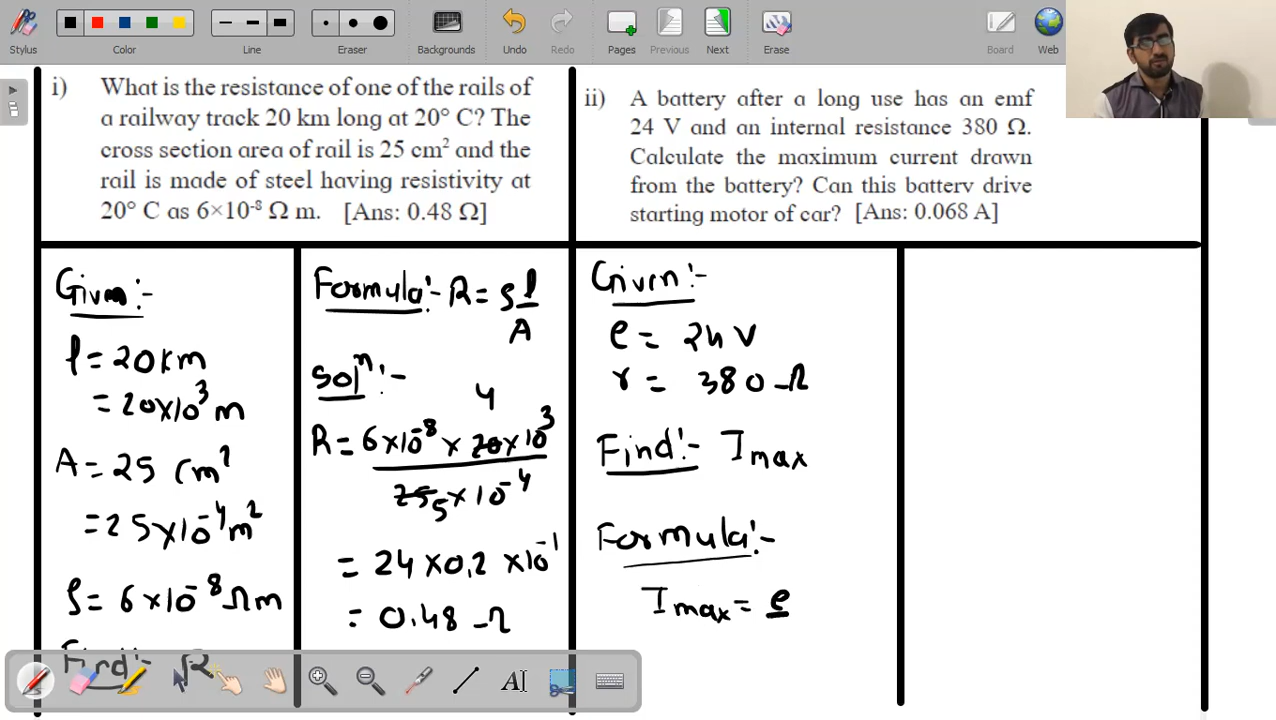 Stylus
Color
Line
Eraser
Backgrounds
Undo
Redo
Pages
Previous
Next
Erase
Board
Web
i) What is the resistance of one of the rails of
a railway track 20 km long at 20° C? The
cross section area of rail is 25 cm² and the
rail is made of steel having resistivity at
20° C as 6×10⁻⁸ Ω m. [Ans: 0.48 Ω]
ii) A battery after a long use has an emf
24 V and an internal resistance 380 Ω.
Calculate the maximum current drawn
from the battery? Can this battery drive
starting motor of car? [Ans: 0.068 A]
Given:-
l = 20 km
= 20×10³ m
A = 25 cm²
= 25×10⁻⁴ m²
ρ = 6×10⁻⁸ Ωm
Find:- R
Formula:- R = ρ l/A
Solⁿ:-
4
R = 6×10⁻⁸ × 20×10³
25 5×10⁻⁴
= 24×0.2×10⁻¹
= 0.48 Ω
Given:-
e = 24 V
r = 380 Ω
Find:- Imax
Formula:-
Imax = e
AI